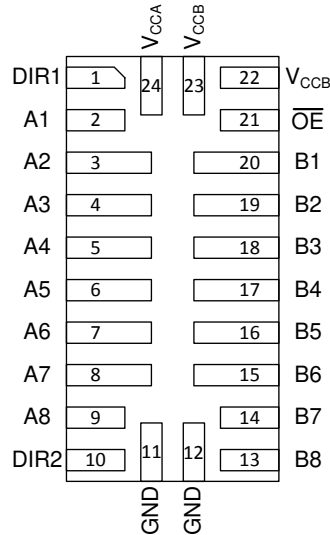 VCCA VCCB
DIR1 1 24 23 22 VCCB
A1 2 21 OE
A2 3 20 B1
A3 4 19 B2
A4 5 18 B3
A5 6 17 B4
A6 7 16 B5
A7 8 15 B6
A8 9 14 B7
DIR2 10 11 12 13 B8
GND GND